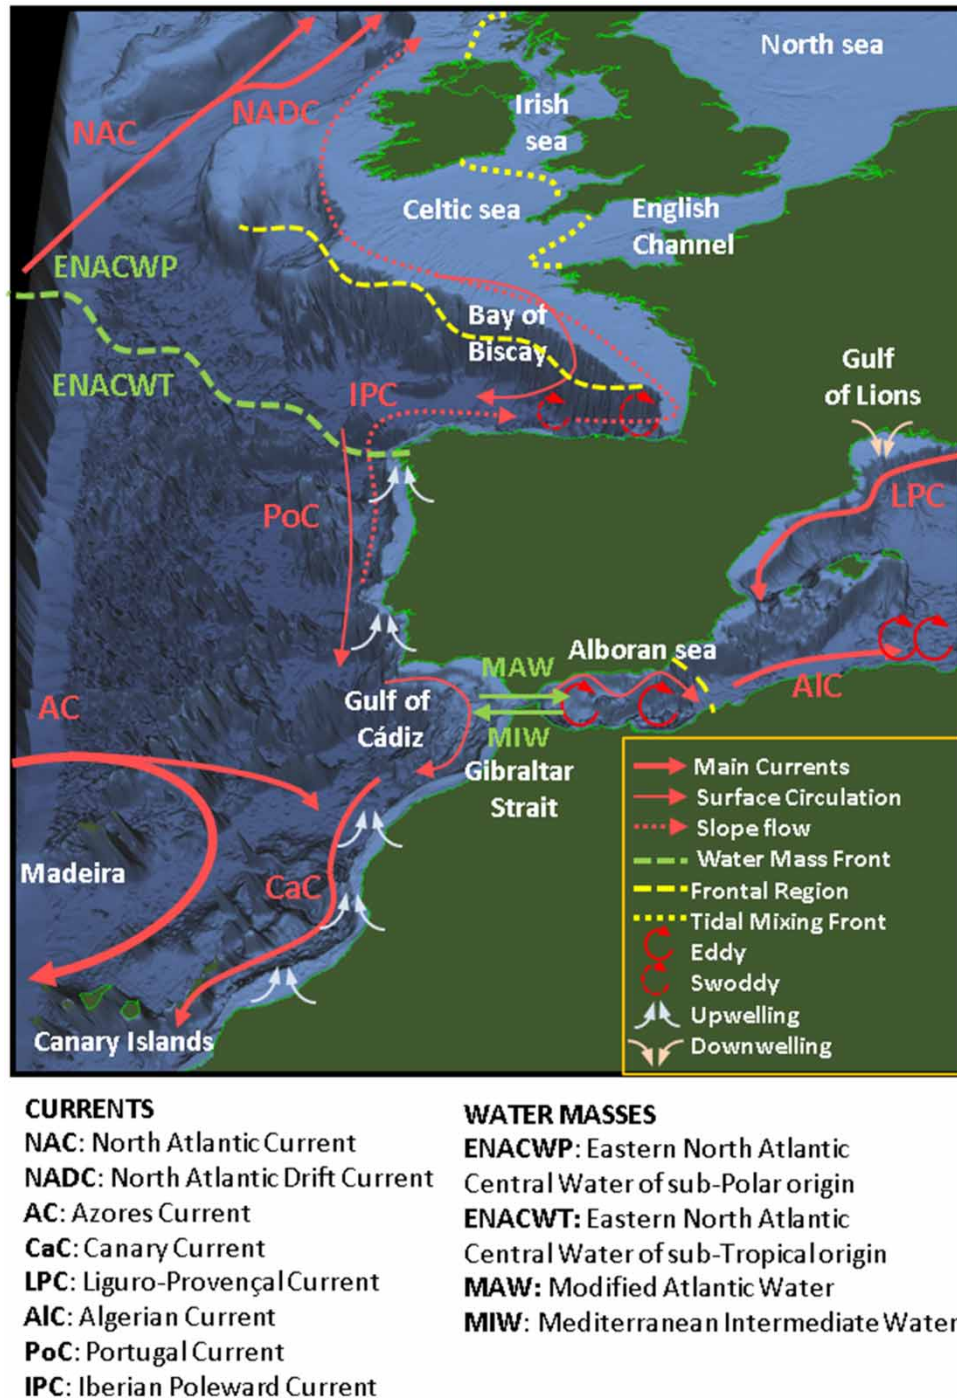 North sea
NADC
NAC
Irish
sea
Celtic sea
English
Channel
ENACWP
Bay of
Biscay
ENACWT
IPC
Gulf
of Lions
LPC
PoC
Alboran sea
MAW
AlC
AC
Gulf of
Cádiz
MIW
Gibraltar
Strait
Madeira
CaC
Canary Islands
Main Currents
Surface Circulation
Slope flow
Water Mass Front
Frontal Region
Tidal Mixing Front
Eddy
Swoddy
Upwelling
Downwelling
CURRENTS
NAC: North Atlantic Current
NADC: North Atlantic Drift Current
AC: Azores Current
CaC: Canary Current
LPC: Liguro-Provençal Current
AlC: Algerian Current
PoC: Portugal Current
IPC: Iberian Poleward Current
WATER MASSES
ENACWP: Eastern North Atlantic
Central Water of sub-Polar origin
ENACWT: Eastern North Atlantic
Central Water of sub-Tropical origin
MAW: Modified Atlantic Water
MIW: Mediterranean Intermediate Water